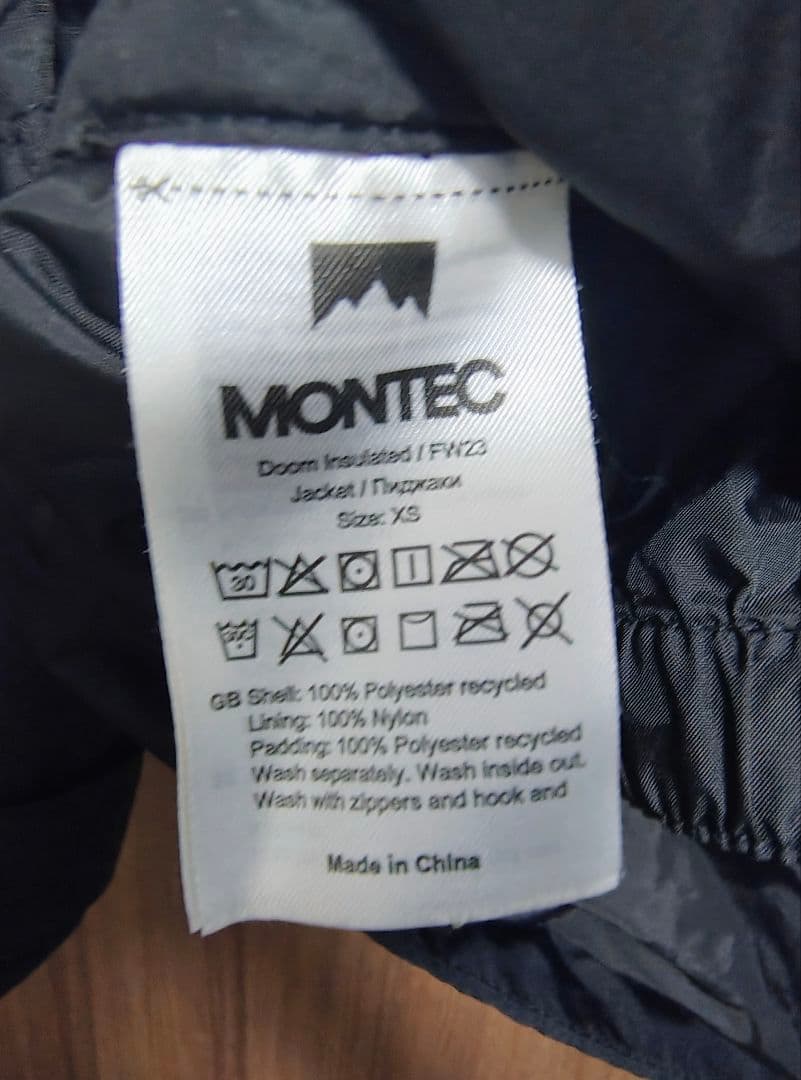 MONTEC
Doom Insulated / FW23
Jacket / Пиджаки
Size: XS
30
GB Shell: 100% Polyester recycled
Lining: 100% Nylon
Padding: 100% Polyester recycled
Wash separately. Wash inside out.
Wash with zippers and hook and
Made in China